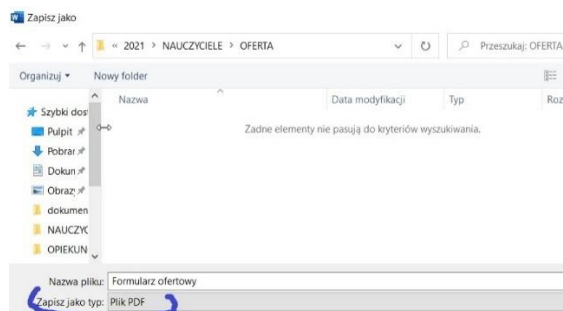 Zapisz jako
« 2021 > NAUCZYCIELE > OFERTA
Przeszukaj: OFERTA
Organizuj
Nowy folder
Nazwa
Data modyfikacji
Typ
Roz
Szybki dos
Pulpit
Pobrar
Dokun
Obrazy
dokumen
NAUCZYC
OPIEKUN
Żadne elementy nie pasują do kryteriów wyszukiwania.
Nazwa pliku: Formularz ofertowy
Zapisz jako typ: Plik PDF